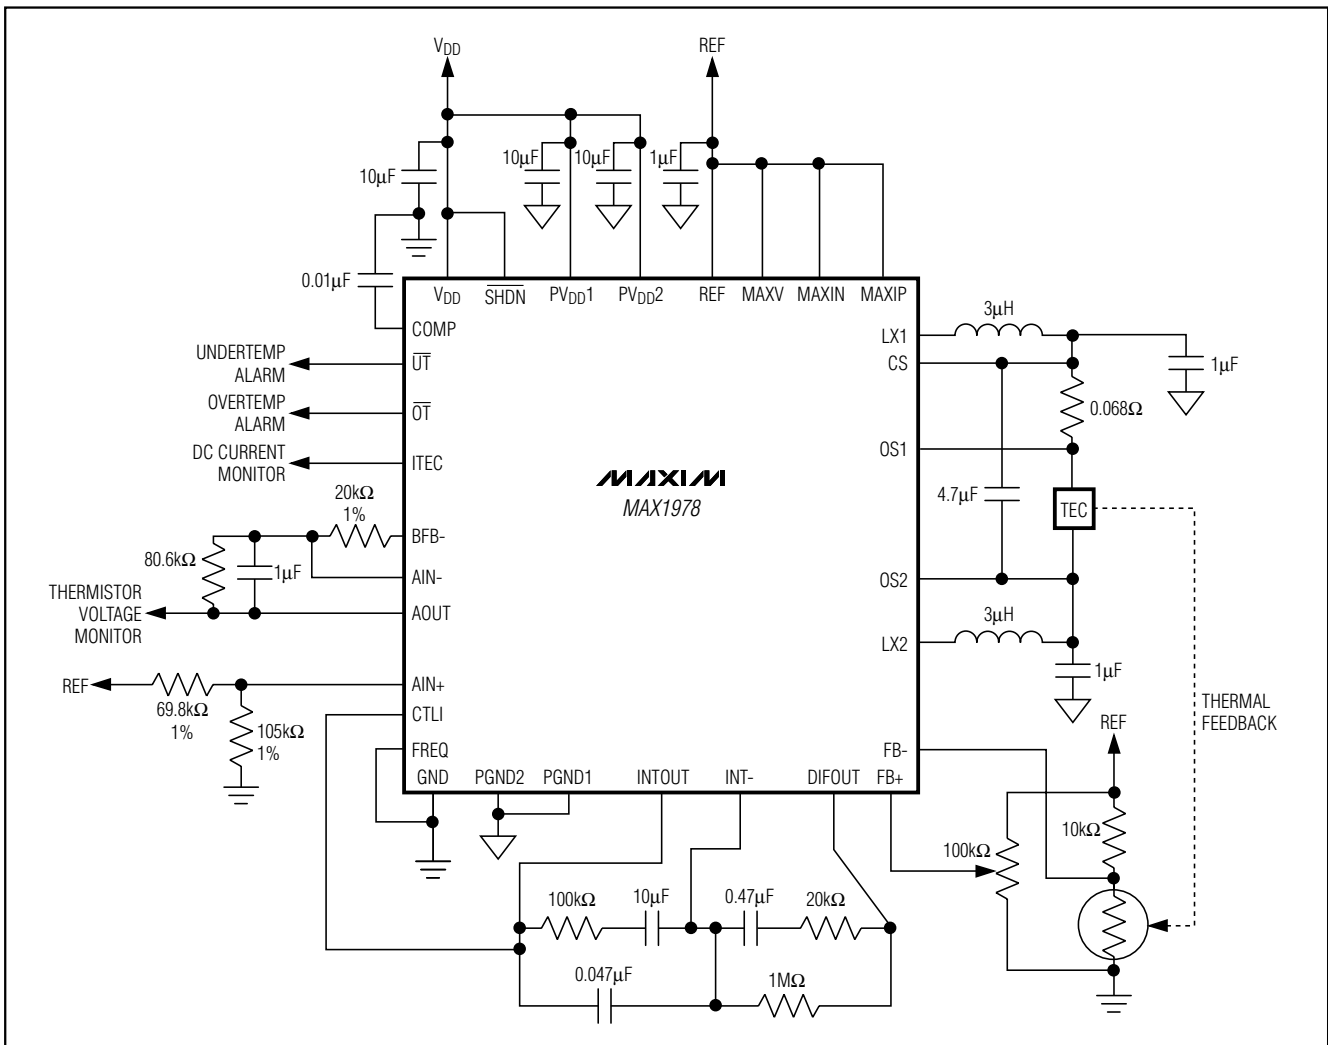 VDD
REF
10µF
10µF
10µF
1µF
0.01µF
VDD
SHDN
PVDD1
PVDD2
REF
MAXV
MAXIN
MAXIP
COMP
UNDERTEMP
ALARM
UT
OVERTEMP
ALARM
OT
DC CURRENT
MONITOR
ITEC
20kΩ
1%
BFB-
80.6kΩ
1µF
AIN-
THERMISTOR
VOLTAGE
MONITOR
AOUT
REF
69.8kΩ
1%
AIN+
105kΩ
1%
CTLI
FREQ
GND
PGND2
PGND1
INTOUT
INT-
DIFOUT
FB+
FB-
MAXIM
MAX1978
LX1
3µH
CS
1µF
0.068Ω
OS1
4.7µF
TEC
OS2
3µH
LX2
1µF
THERMAL
FEEDBACK
REF
10kΩ
100kΩ
100kΩ
10µF
0.47µF
20kΩ
0.047µF
1MΩ